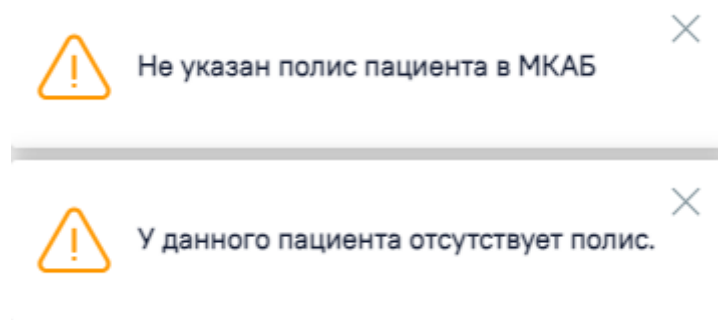 Не указан полис пациента в МКАБ
У данного пациента отсутствует полис.